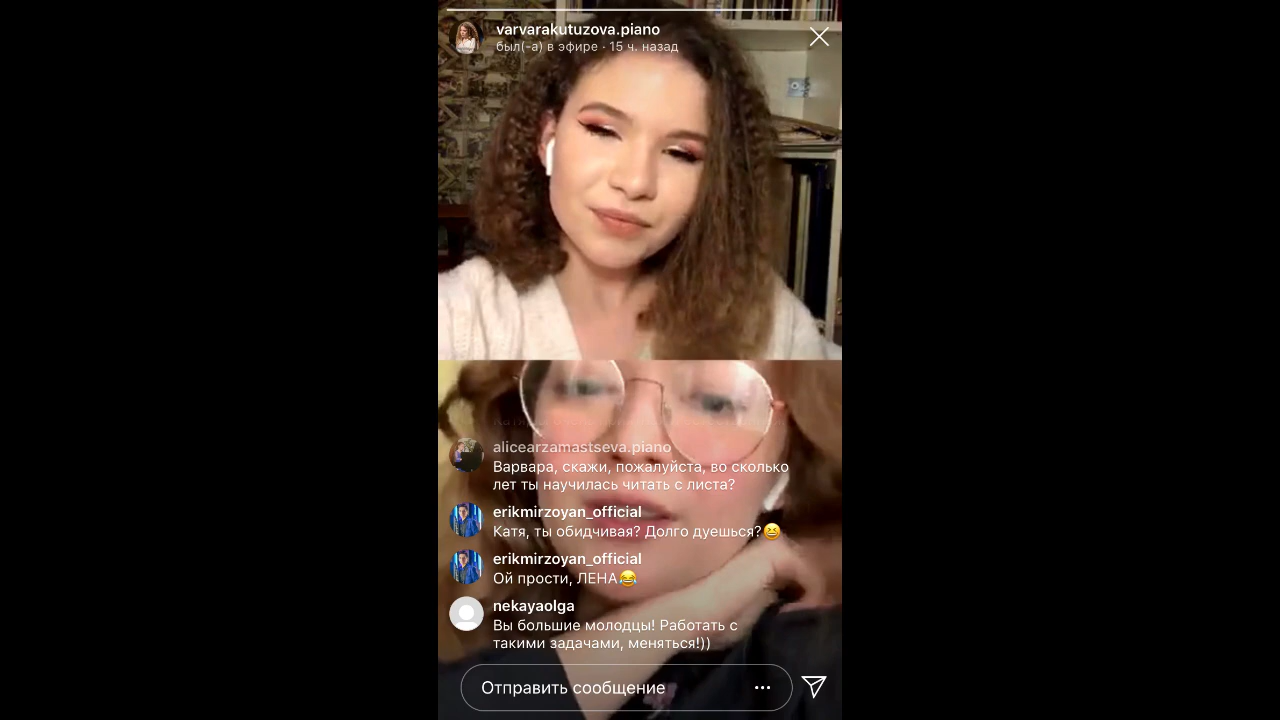 varvarakutuzova.piano
был(-а) в эфире · 15 ч. назад
alicearzamastseva.piano
Варвара, скажи, пожалуйста, во сколько
лет ты научилась читать с листа?
erikmirzoyan_official
Катя, ты обидчивая? Долго дуешься?😆
erikmirzoyan_official
Ой прости, ЛЕНА😂
nekayaolga
Вы большие молодцы! Работать с
такими задачами, меняться!))
Отправить сообщение